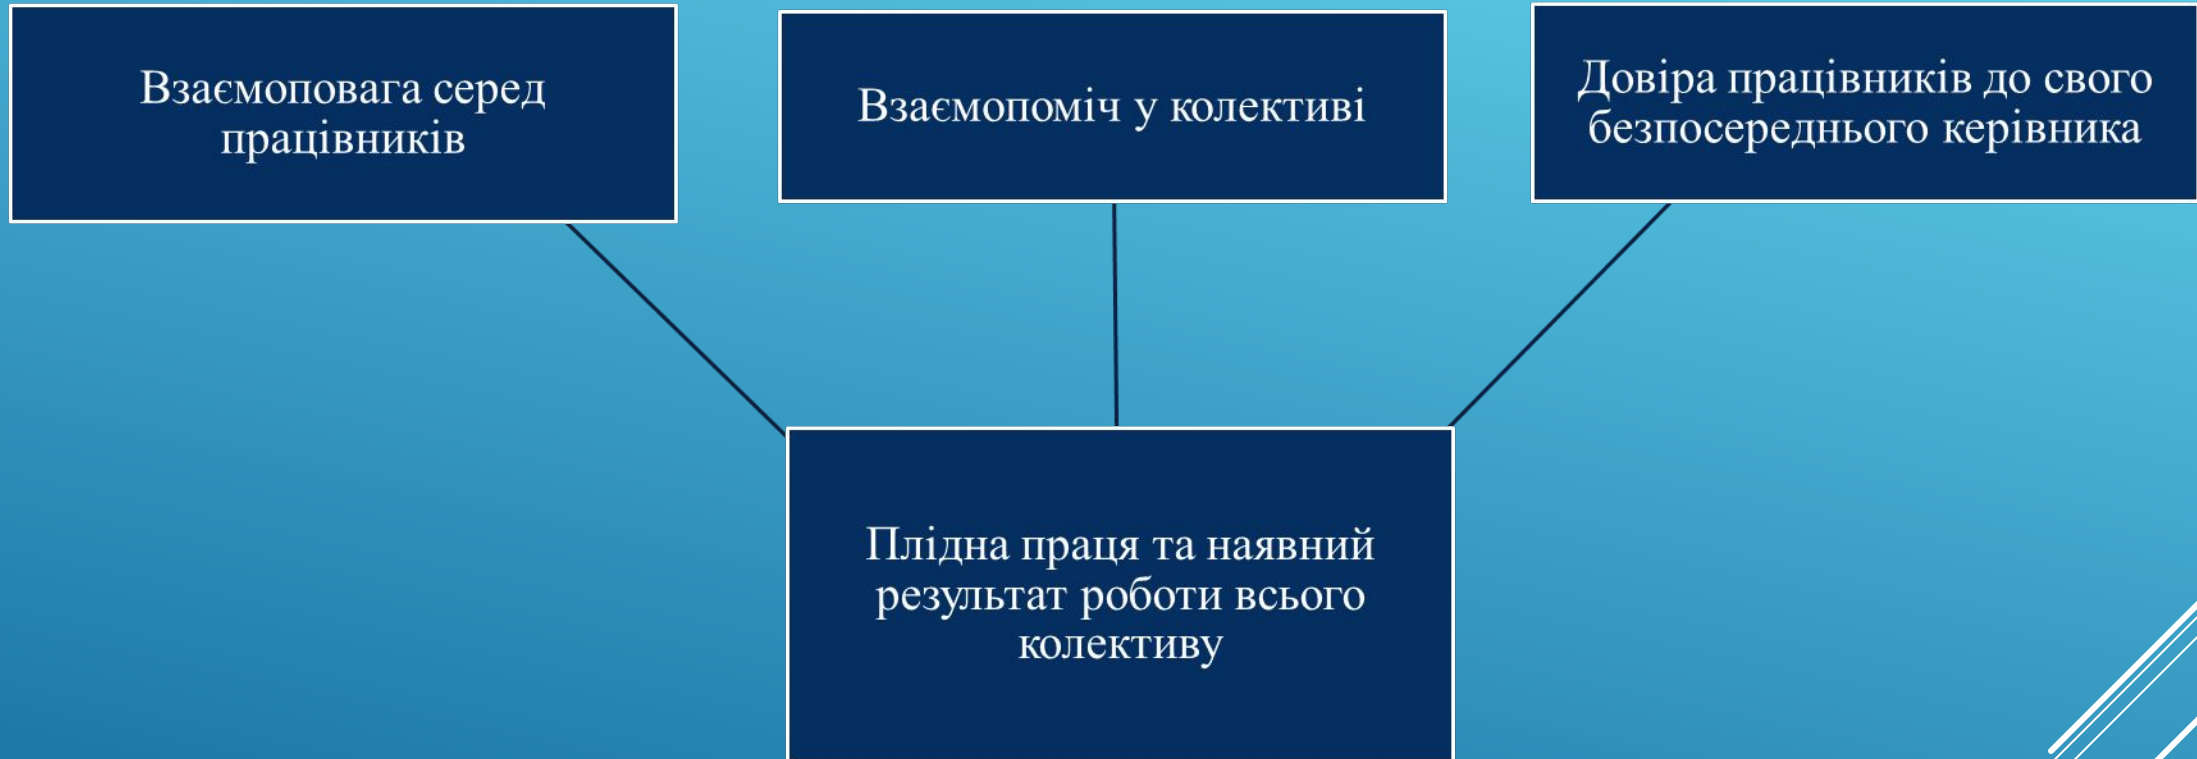 Взаємоповага серед
працівників
Взаємопоміч у колективі
Довіра працівників до свого
безпосереднього керівника
Плідна праця та наявний
результат роботи всього
колективу